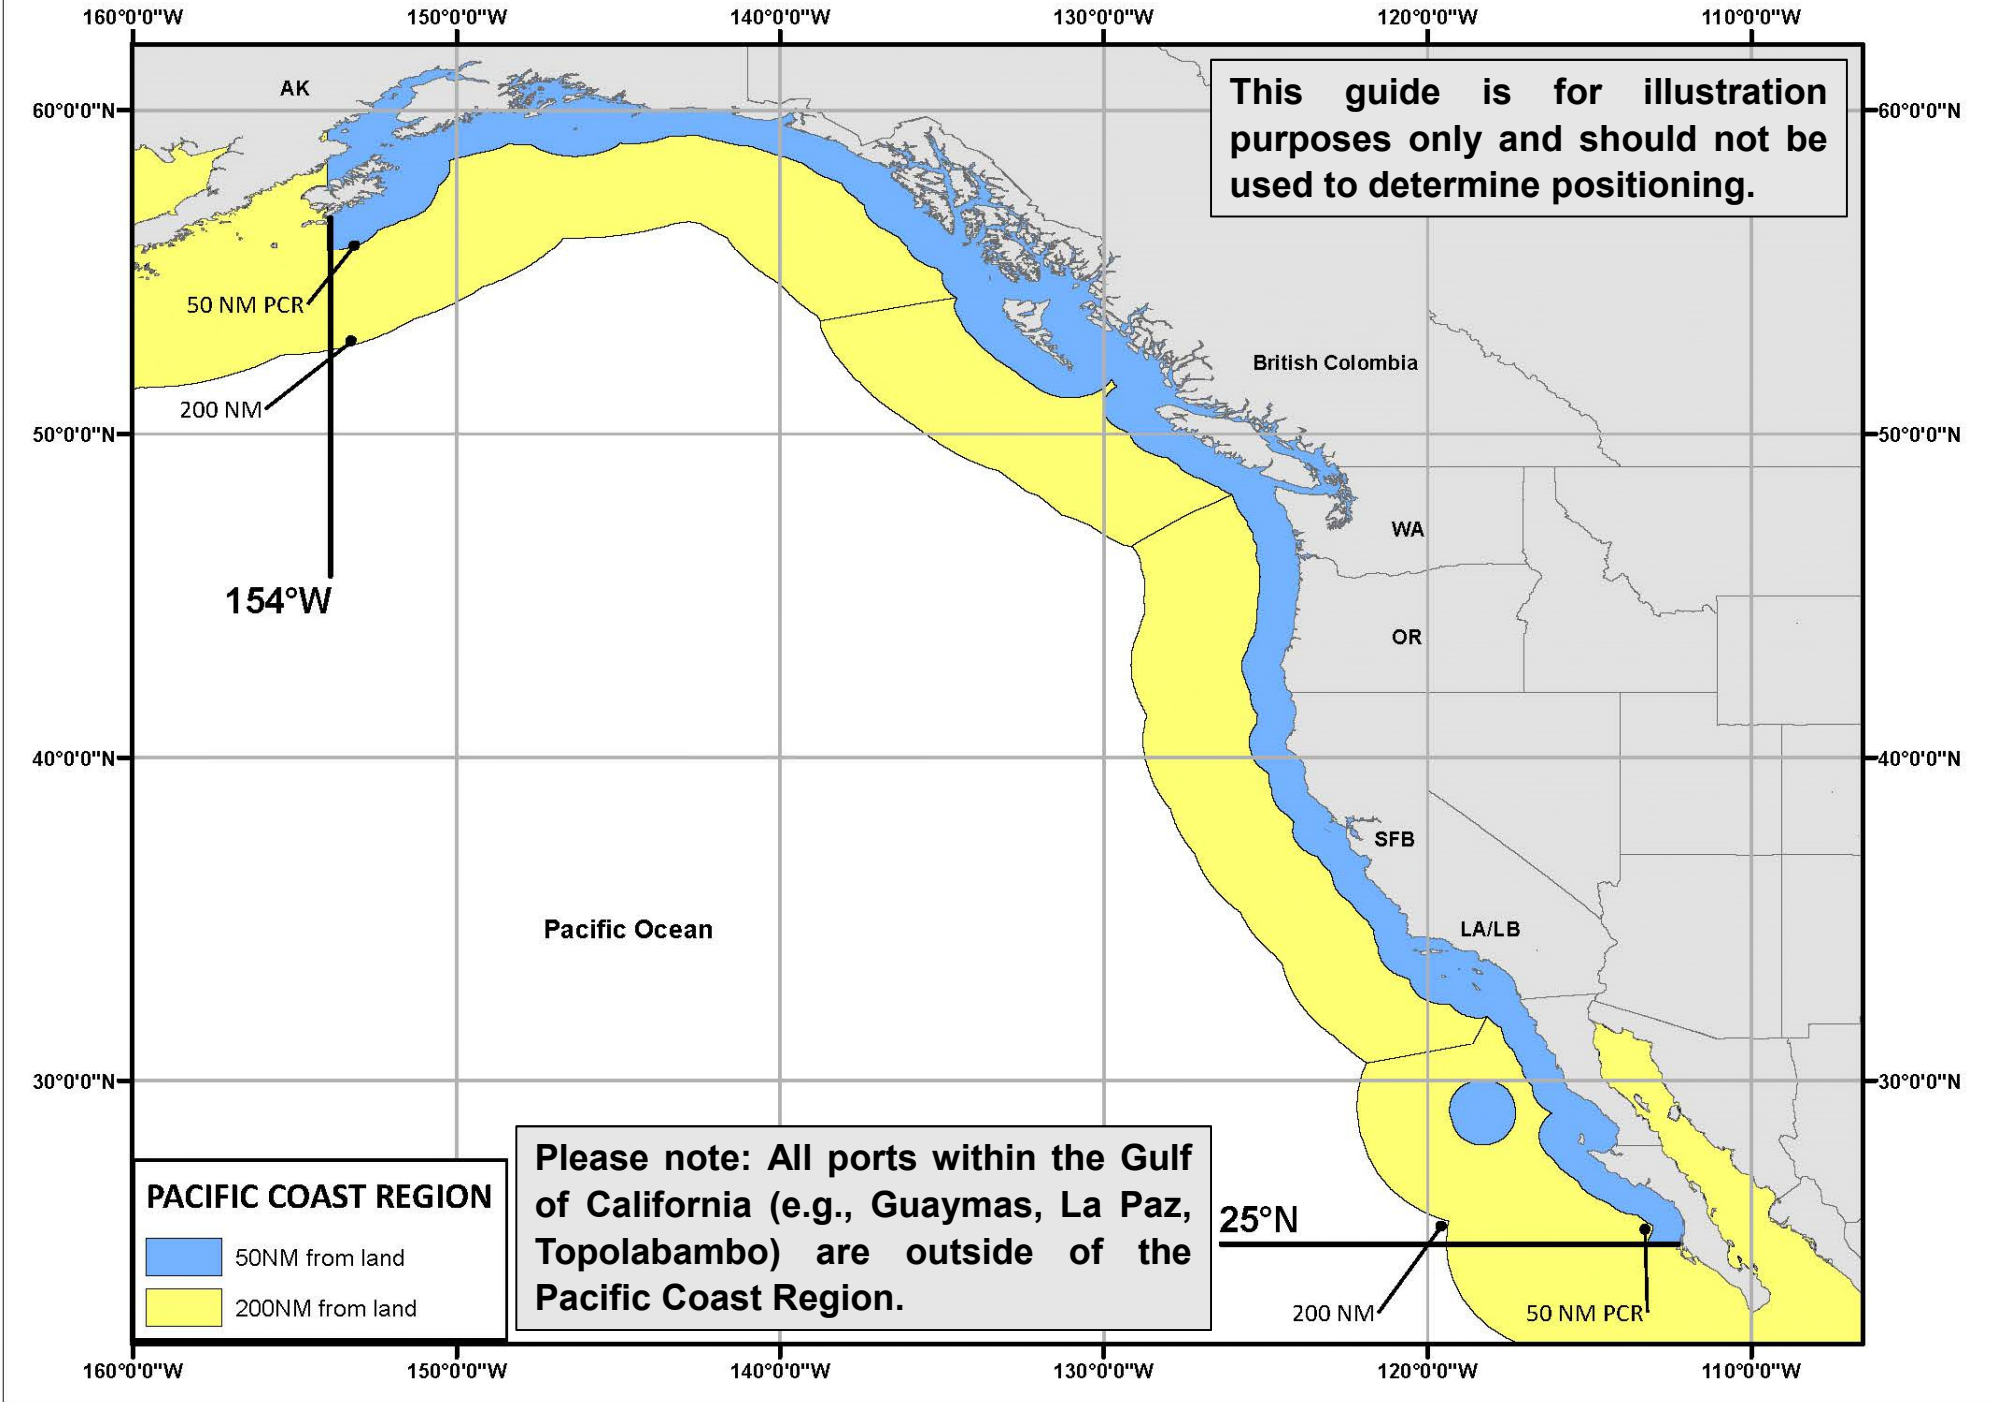 160°0'0"W 150°0'0"W 140°0'0"W 130°0'0"W 120°0'0"W 110°0'0"W
AK
This guide is for illustration
purposes only and should not be
used to determine positioning.
60°0'0"N 60°0'0"N
50 NM PCR
200 NM
British Colombia
50°0'0"N 50°0'0"N
WA
154°W
OR
40°0'0"N 40°0'0"N
SFB
Pacific Ocean
LA/LB
30°0'0"N 30°0'0"N
PACIFIC COAST REGION
50NM from land
200NM from land
Please note: All ports within the Gulf
of California (e.g., Guaymas, La Paz,
Topolabambo) are outside of the
Pacific Coast Region.
25°N
200 NM 50 NM PCR
160°0'0"W 150°0'0"W 140°0'0"W 130°0'0"W 120°0'0"W 110°0'0"W